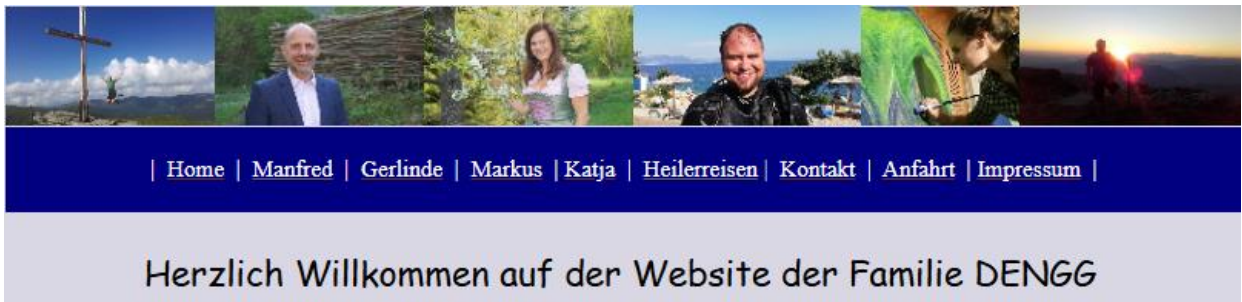 | Home | Manfred | Gerlinde | Markus | Katja | Heilerreisen | Kontakt | Anfahrt | Impressum |
Herzlich Willkommen auf der Website der Familie DENGG